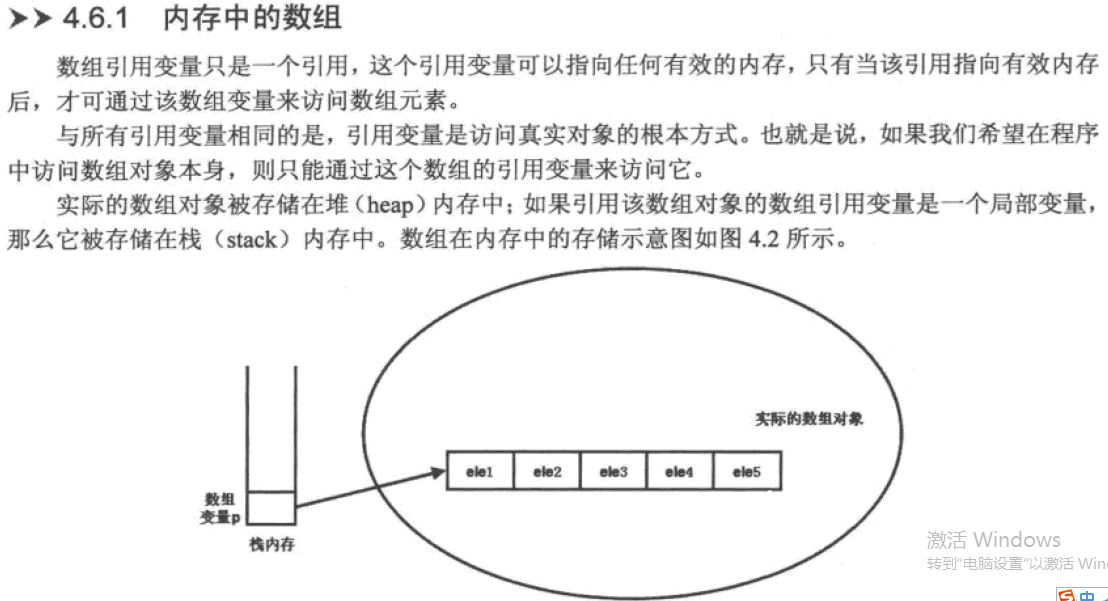 ➤➤ 4.6.1 内存中的数组
数组引用变量只是一个引用，这个引用变量可以指向任何有效的内存，只有当该引用指向有效内存
后，才可通过该数组变量来访问数组元素。
与所有引用变量相同的是，引用变量是访问真实对象的根本方式。也就是说，如果我们希望在程序
中访问数组对象本身，则只能通过这个数组的引用变量来访问它。
实际的数组对象被存储在堆（heap）内存中；如果引用该数组对象的数组引用变量是一个局部变量，
那么它被存储在栈（stack）内存中。数组在内存中的存储示意图如图 4.2 所示。
实际的数组对象
ele1 ele2 ele3 ele4 ele5
数组
变量p
栈内存
激活 Windows
转到"电脑设置"以激活 Win
中